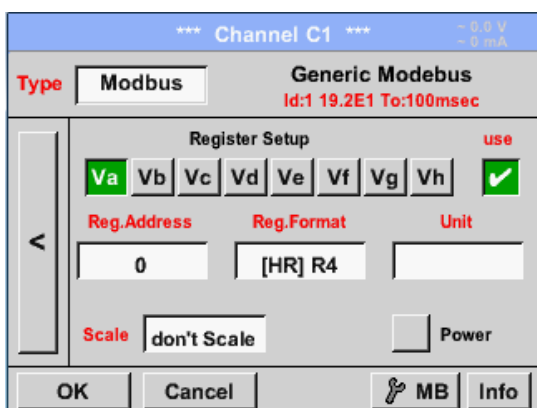 *** Channel C1 ***
~ 0.0 V
~ 0 mA
Type Modbus Generic Modebus
Id:1 19.2E1 To:100msec
Register Setup use
Va Vb Vc Vd Ve Vf Vg Vh
Reg.Address Reg.Format Unit
<
0 [HR] R4
Scale don't Scale Power
OK Cancel MB Info